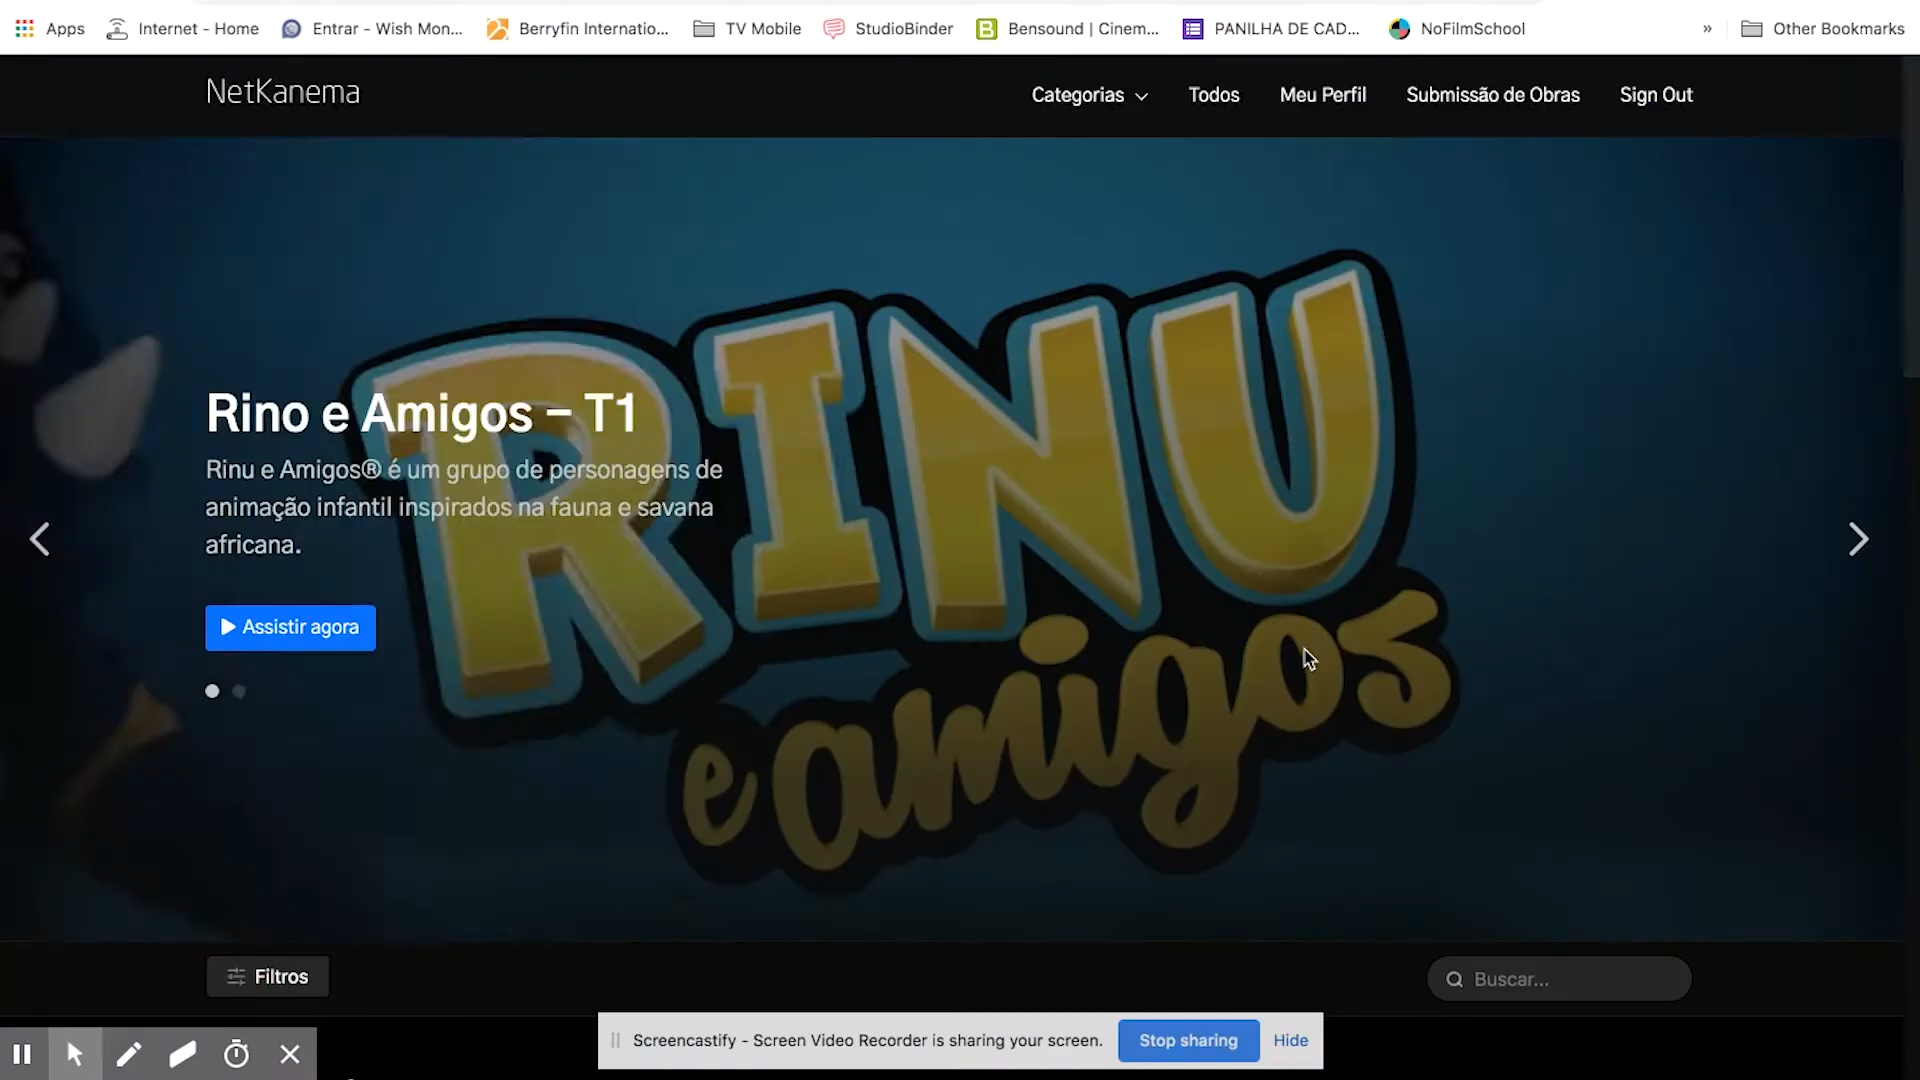 Apps Internet - Home Entrar - Wish Mon... Berryfin Internatio... TV Mobile StudioBinder Bensound | Cinem... PANILHA DE CAD... NoFilmSchool » Other Bookmarks
NetKanema Categorias Todos Meu Perfil Submissão de Obras Sign Out
RINU
e amigos
Rino e Amigos – T1
Rinu e Amigos® é um grupo de personagens de
animação infantil inspirados na fauna e savana
africana.
Assistir agora
Filtros Buscar...
Screencastify - Screen Video Recorder is sharing your screen. Stop sharing Hide